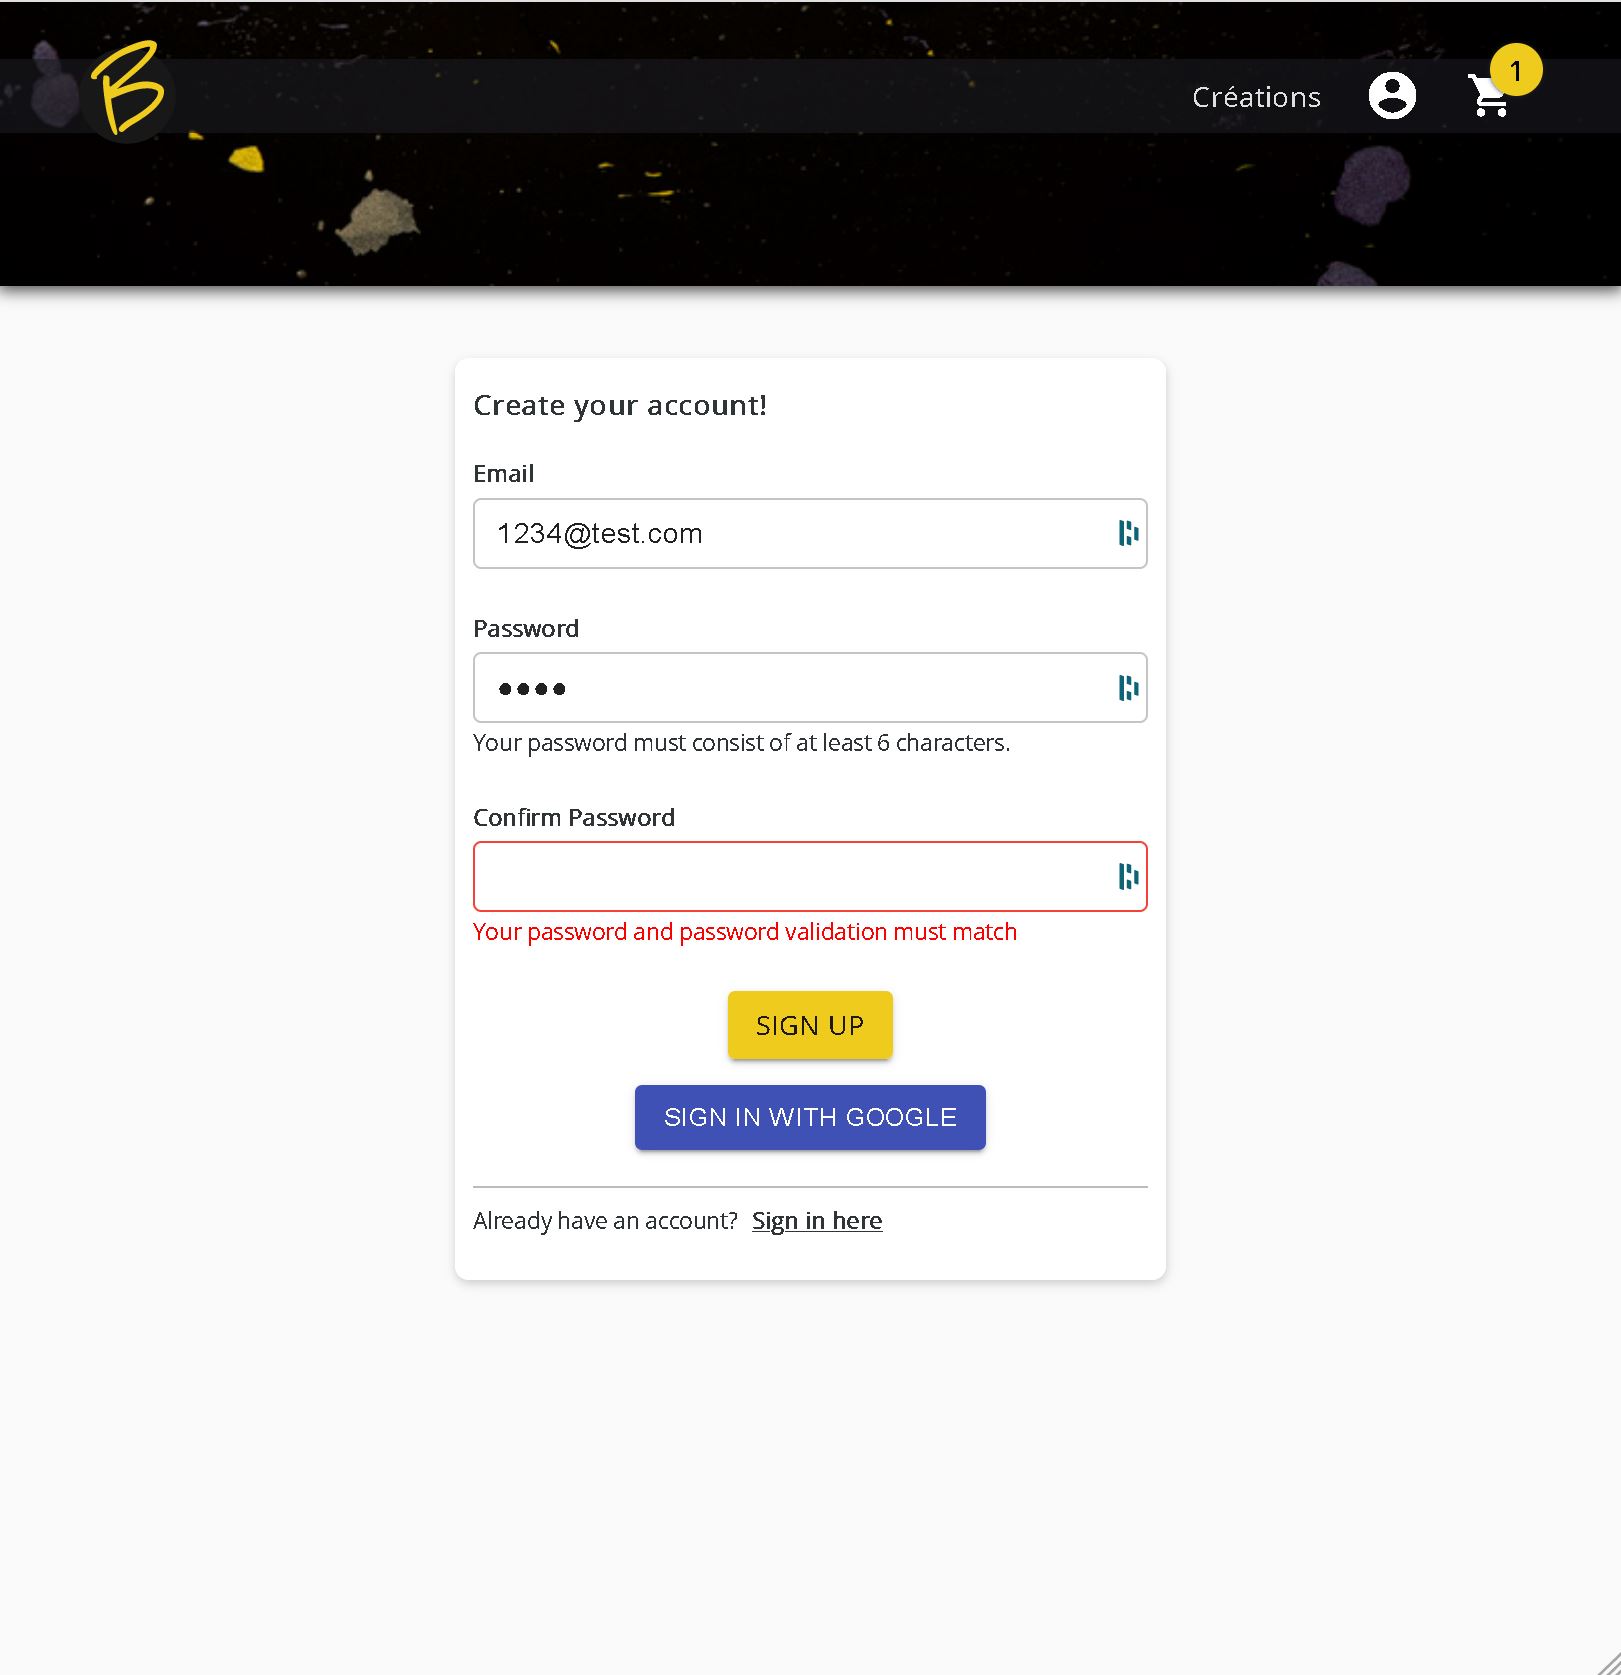 B
Créations
1
Create your account!
Email
1234@test.com
Password
••••
Your password must consist of at least 6 characters.
Confirm Password
Your password and password validation must match
SIGN UP
SIGN IN WITH GOOGLE
Already have an account? Sign in here